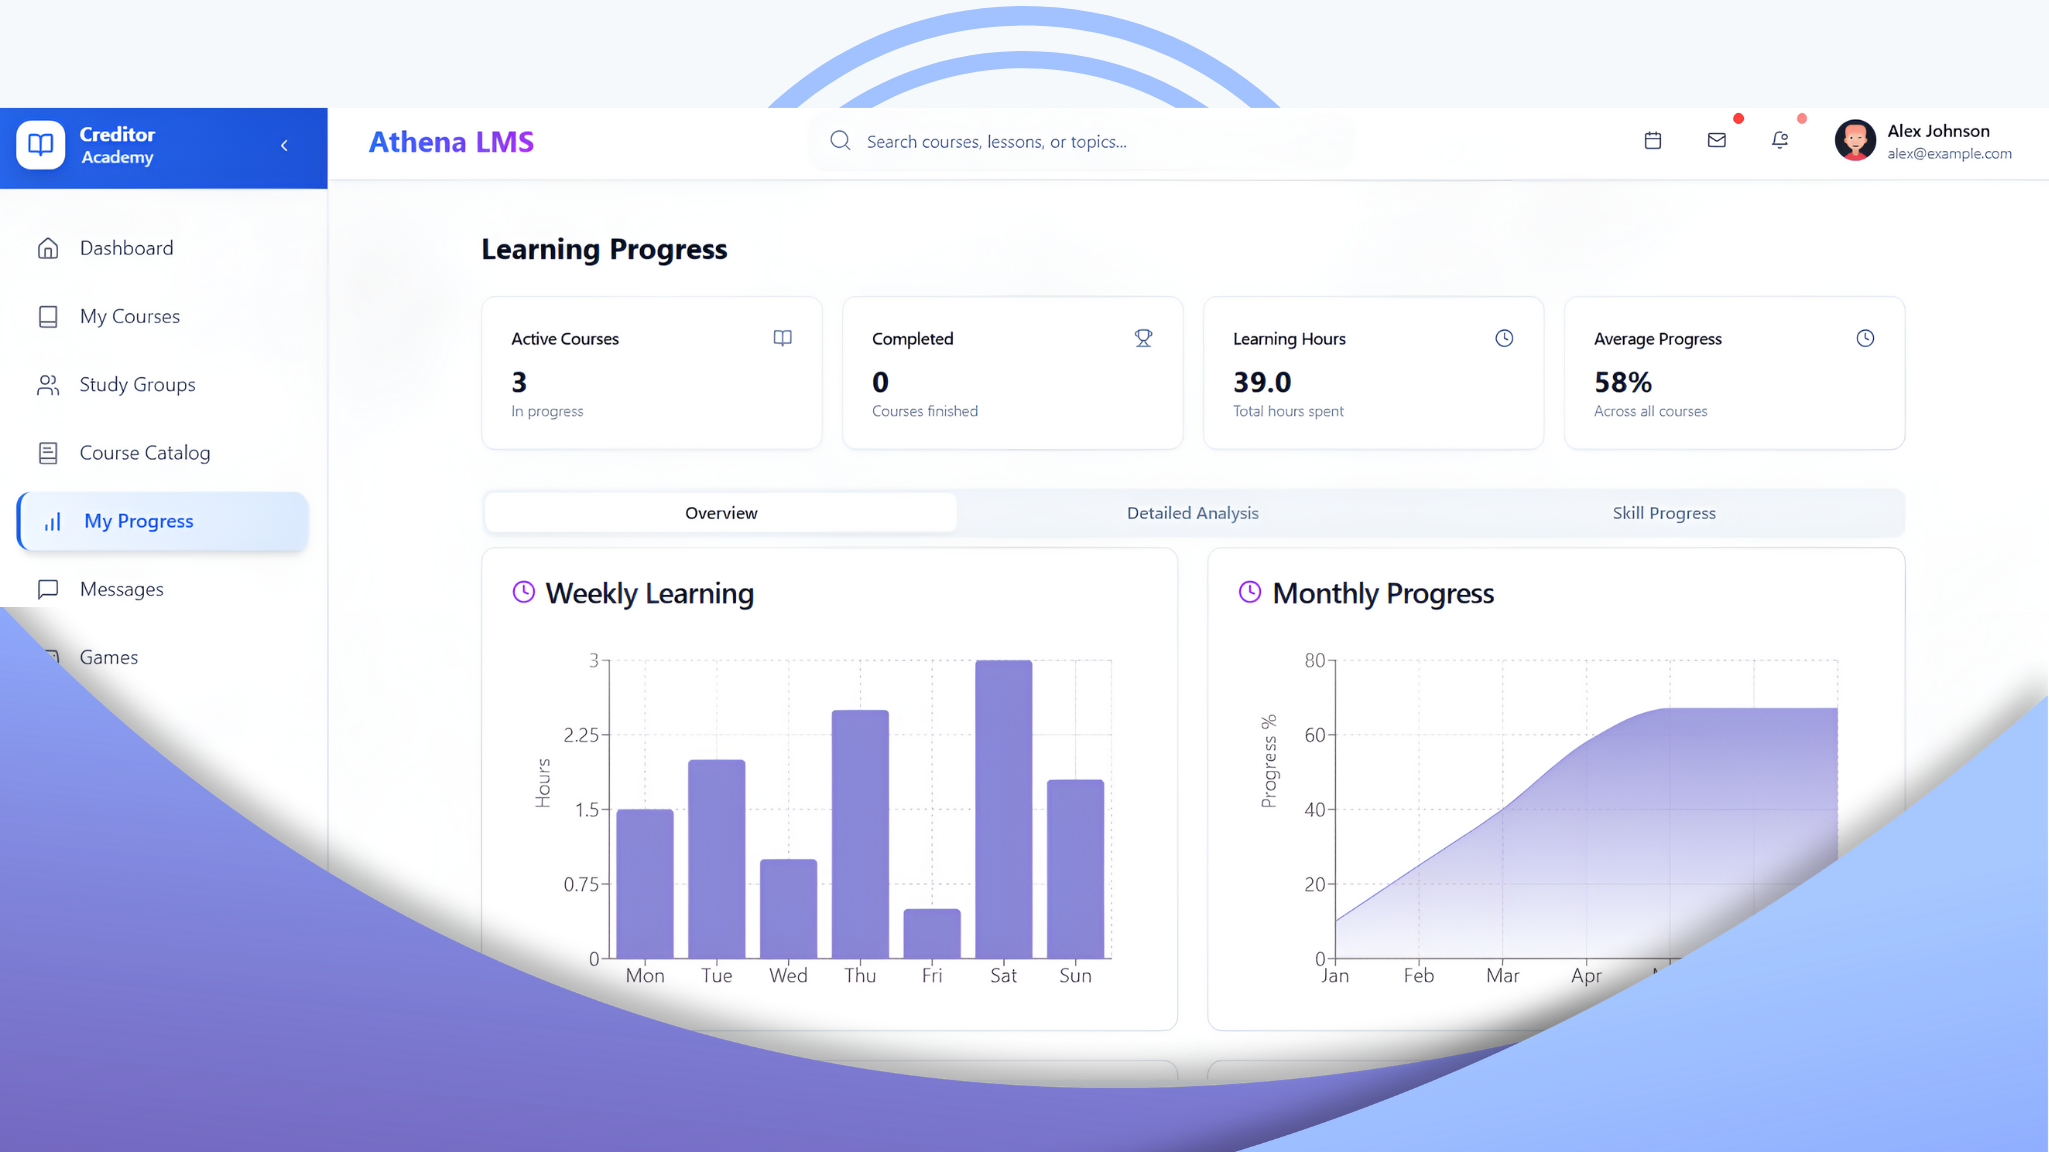 Creditor
Academy
Athena LMS
Search courses, lessons, or topics...
Alex Johnson
alex@example.com
Dashboard
My Courses
Study Groups
Course Catalog
My Progress
Messages
Games
Learning Progress
Active Courses
3
In progress
Completed
0
Courses finished
Learning Hours
39.0
Total hours spent
Average Progress
58%
Across all courses
Overview
Detailed Analysis
Skill Progress
Weekly Learning
Hours
3
2.25
1.5
0.75
0
Mon Tue Wed Thu Fri Sat Sun
Monthly Progress
Progress %
80
60
40
20
0
Jan Feb Mar Apr